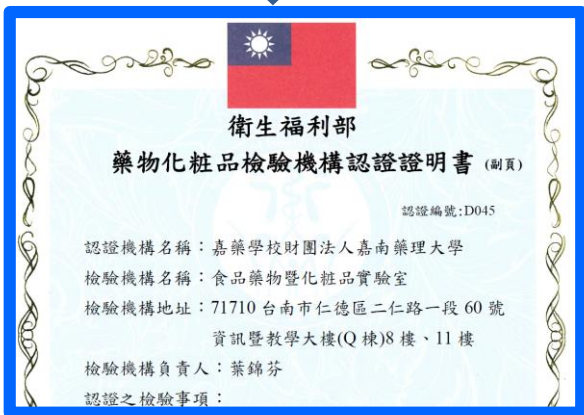 衛生福利部
藥物化粧品檢驗機構認證證明書 (副頁)
認證編號:D045
認證機構名稱：嘉藥學校財團法人嘉南藥理大學
檢驗機構名稱：食品藥物暨化粧品實驗室
檢驗機構地址：71710 台南市仁德區二仁路一段 60 號
資訊暨教學大樓(Q 棟)8 樓、11 樓
檢驗機構負責人：葉錦芬
認證之檢驗事項：